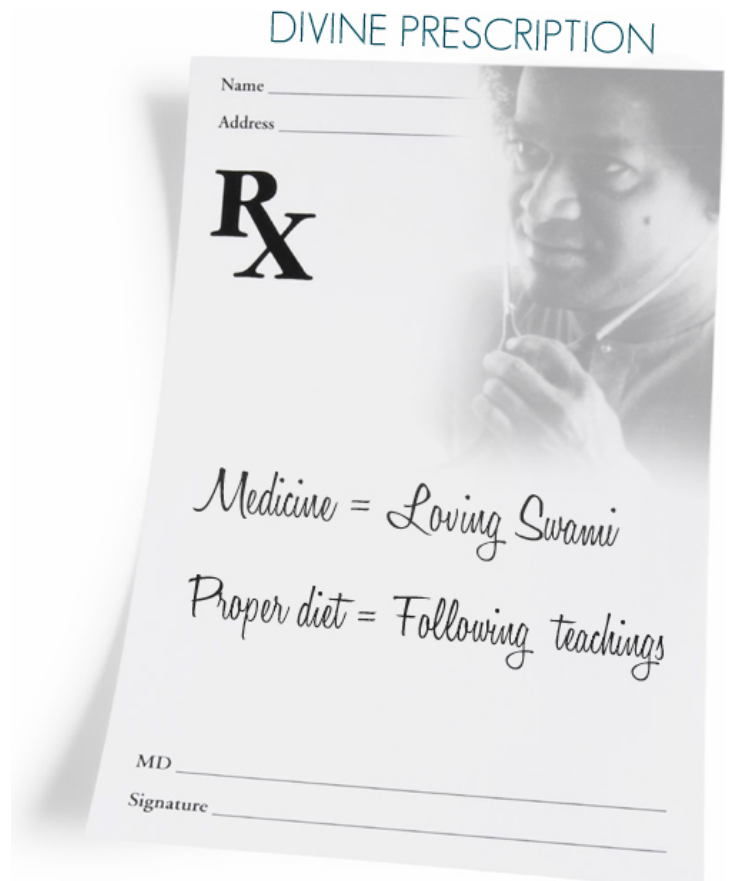 DIVINE PRESCRIPTION
Name
Address
Rx
Medicine = Loving Swami
Proper diet = Following teachings
MD
Signature